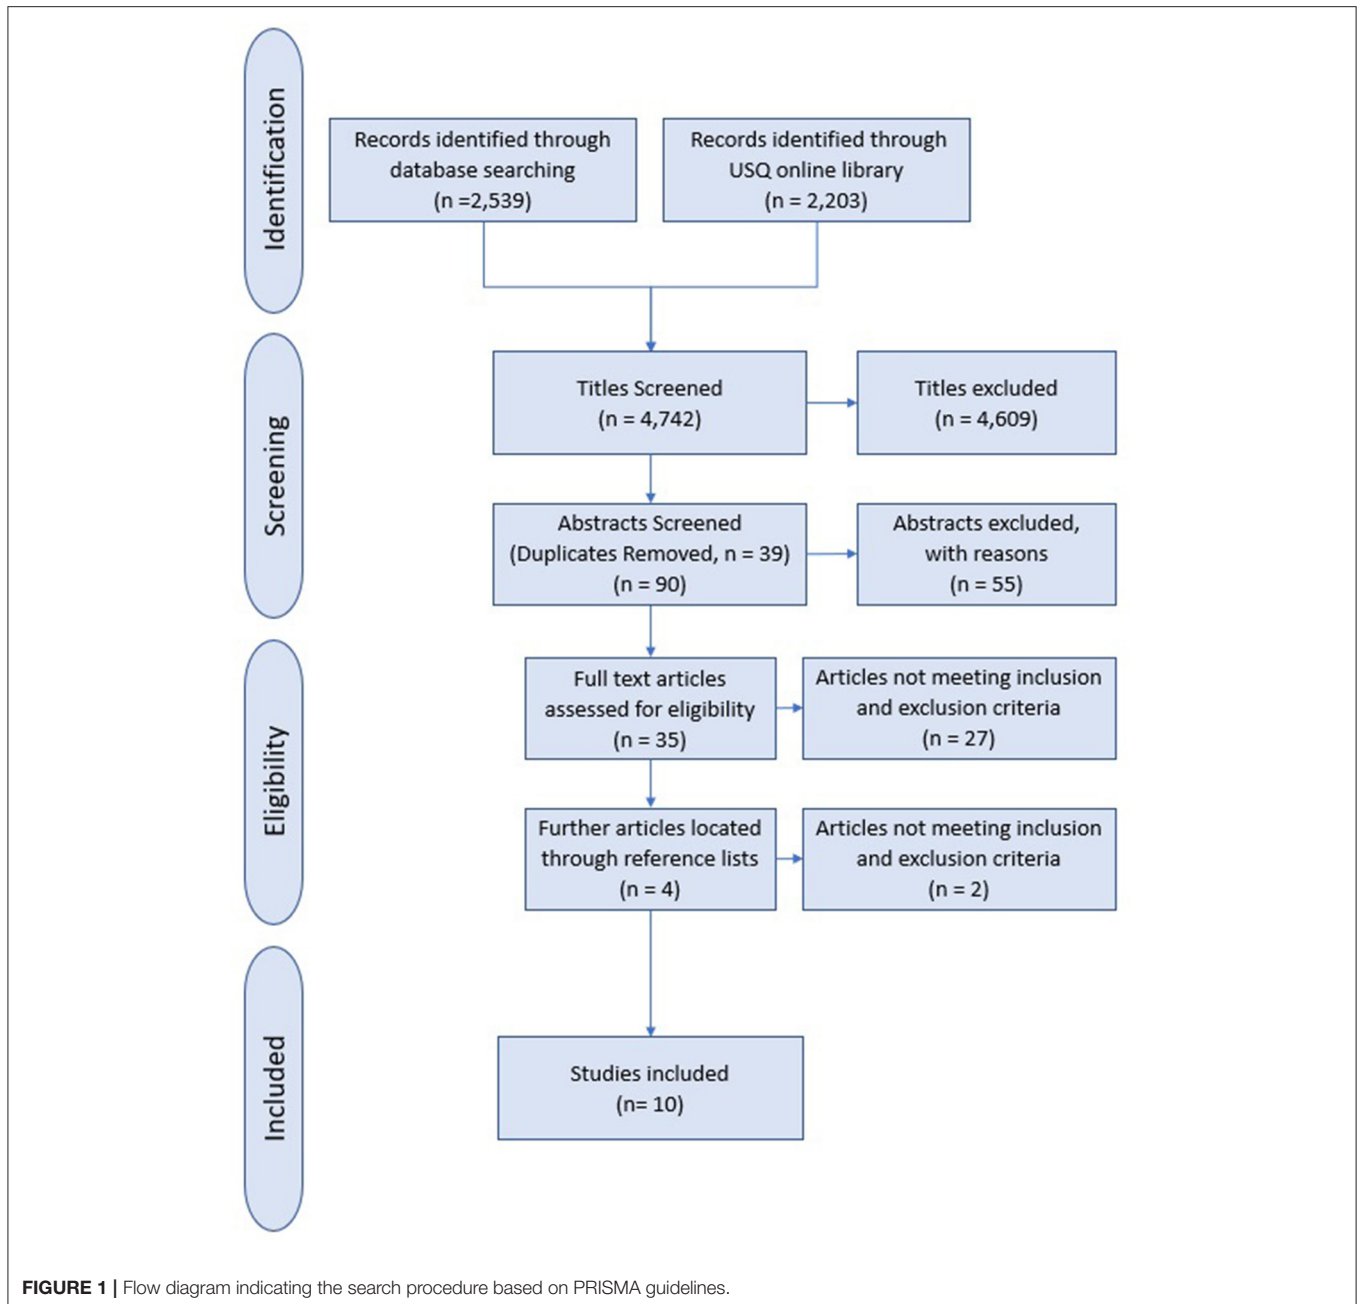 Identification
Records identified through
database searching
(n =2,539)
Records identified through
USQ online library
(n = 2,203)
Screening
Titles Screened
(n = 4,742)
Titles excluded
(n = 4,609)
Abstracts Screened
(Duplicates Removed, n = 39)
(n = 90)
Abstracts excluded,
with reasons
(n = 55)
Eligibility
Full text articles
assessed for eligibility
(n = 35)
Articles not meeting inclusion
and exclusion criteria
(n = 27)
Further articles located
through reference lists
(n = 4)
Articles not meeting inclusion
and exclusion criteria
(n = 2)
Included
Studies included
(n= 10)
FIGURE 1 | Flow diagram indicating the search procedure based on PRISMA guidelines.